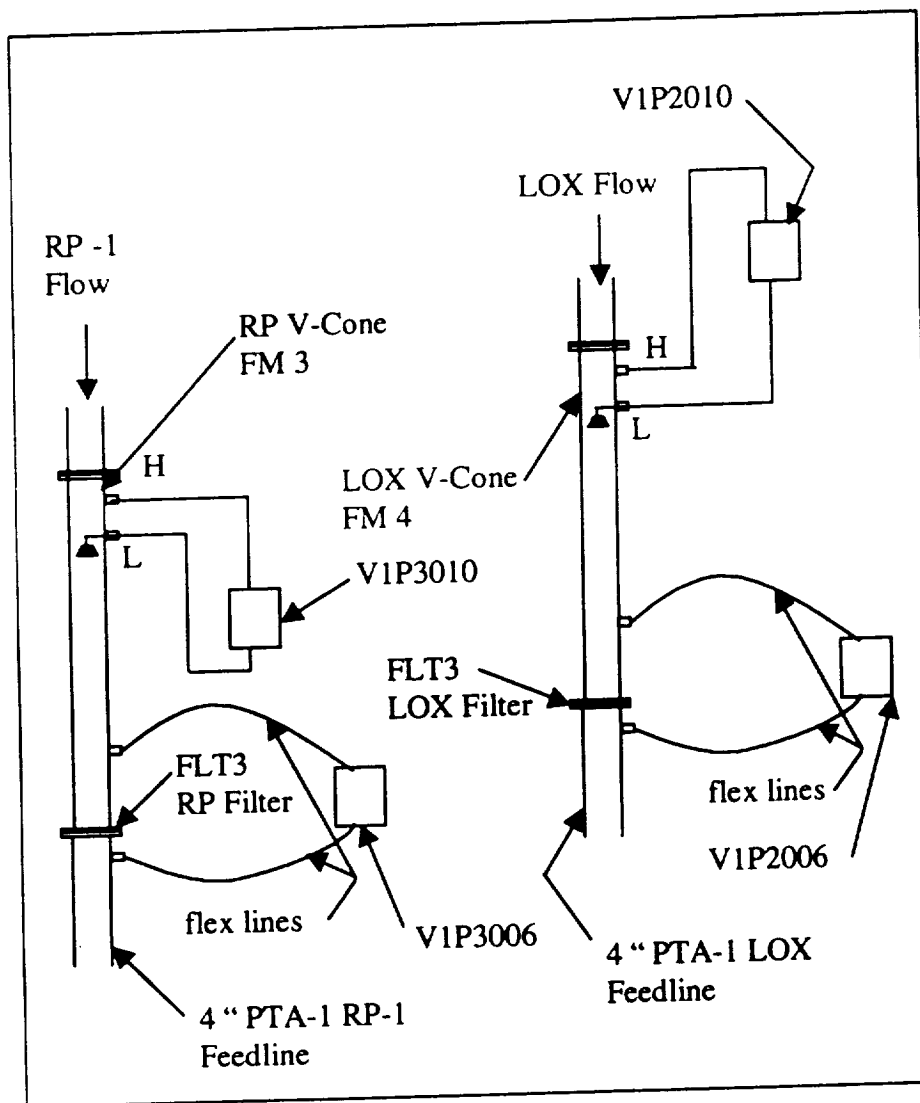 V1P2010
LOX Flow
RP -1
Flow
RP V-Cone
FM 3
H
L
LOX V-Cone
FM 4
H
L
V1P3010
FLT3
LOX Filter
FLT3
RP Filter
flex lines
V1P2006
flex lines
V1P3006
4 “ PTA-1 LOX
Feedline
4 “ PTA-1 RP-1
Feedline